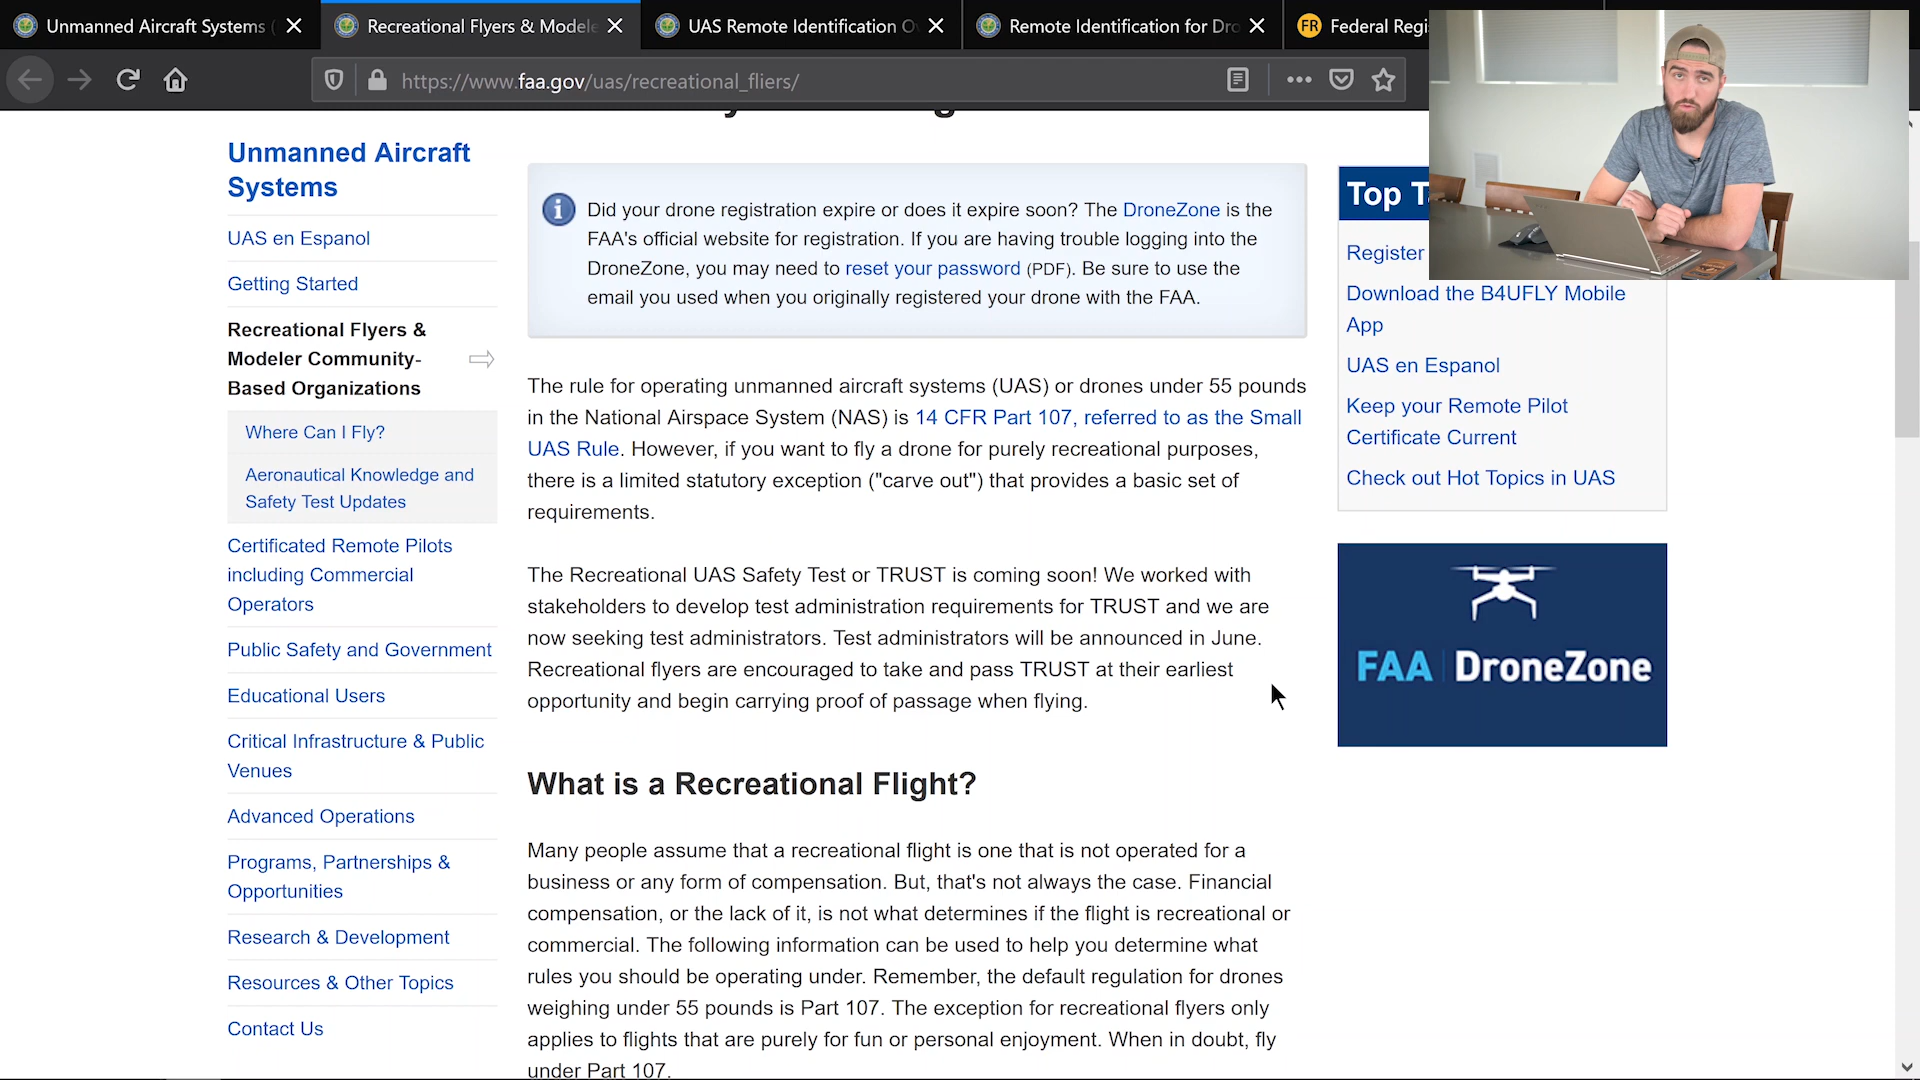 Unmanned Aircraft Systems (
Recreational Flyers & Modele
UAS Remote Identification O
Remote Identification for Dro
FR Federal Regi
https://www.faa.gov/uas/recreational_fliers/
Unmanned Aircraft
Systems
UAS en Espanol
Getting Started
Recreational Flyers &
Modeler Community-
Based Organizations
Where Can I Fly?
Aeronautical Knowledge and
Safety Test Updates
Certificated Remote Pilots
including Commercial
Operators
Public Safety and Government
Educational Users
Critical Infrastructure & Public
Venues
Advanced Operations
Programs, Partnerships &
Opportunities
Research & Development
Resources & Other Topics
Contact Us
Did your drone registration expire or does it expire soon? The DroneZone is the
FAA's official website for registration. If you are having trouble logging into the
DroneZone, you may need to reset your password (PDF). Be sure to use the
email you used when you originally registered your drone with the FAA.
The rule for operating unmanned aircraft systems (UAS) or drones under 55 pounds
in the National Airspace System (NAS) is 14 CFR Part 107, referred to as the Small
UAS Rule. However, if you want to fly a drone for purely recreational purposes,
there is a limited statutory exception ("carve out") that provides a basic set of
requirements.
The Recreational UAS Safety Test or TRUST is coming soon! We worked with
stakeholders to develop test administration requirements for TRUST and we are
now seeking test administrators. Test administrators will be announced in June.
Recreational flyers are encouraged to take and pass TRUST at their earliest
opportunity and begin carrying proof of passage when flying.
What is a Recreational Flight?
Many people assume that a recreational flight is one that is not operated for a
business or any form of compensation. But, that's not always the case. Financial
compensation, or the lack of it, is not what determines if the flight is recreational or
commercial. The following information can be used to help you determine what
rules you should be operating under. Remember, the default regulation for drones
weighing under 55 pounds is Part 107. The exception for recreational flyers only
applies to flights that are purely for fun or personal enjoyment. When in doubt, fly
under Part 107.
Top T
Register
Download the B4UFLY Mobile
App
UAS en Espanol
Keep your Remote Pilot
Certificate Current
Check out Hot Topics in UAS
FAA DroneZone